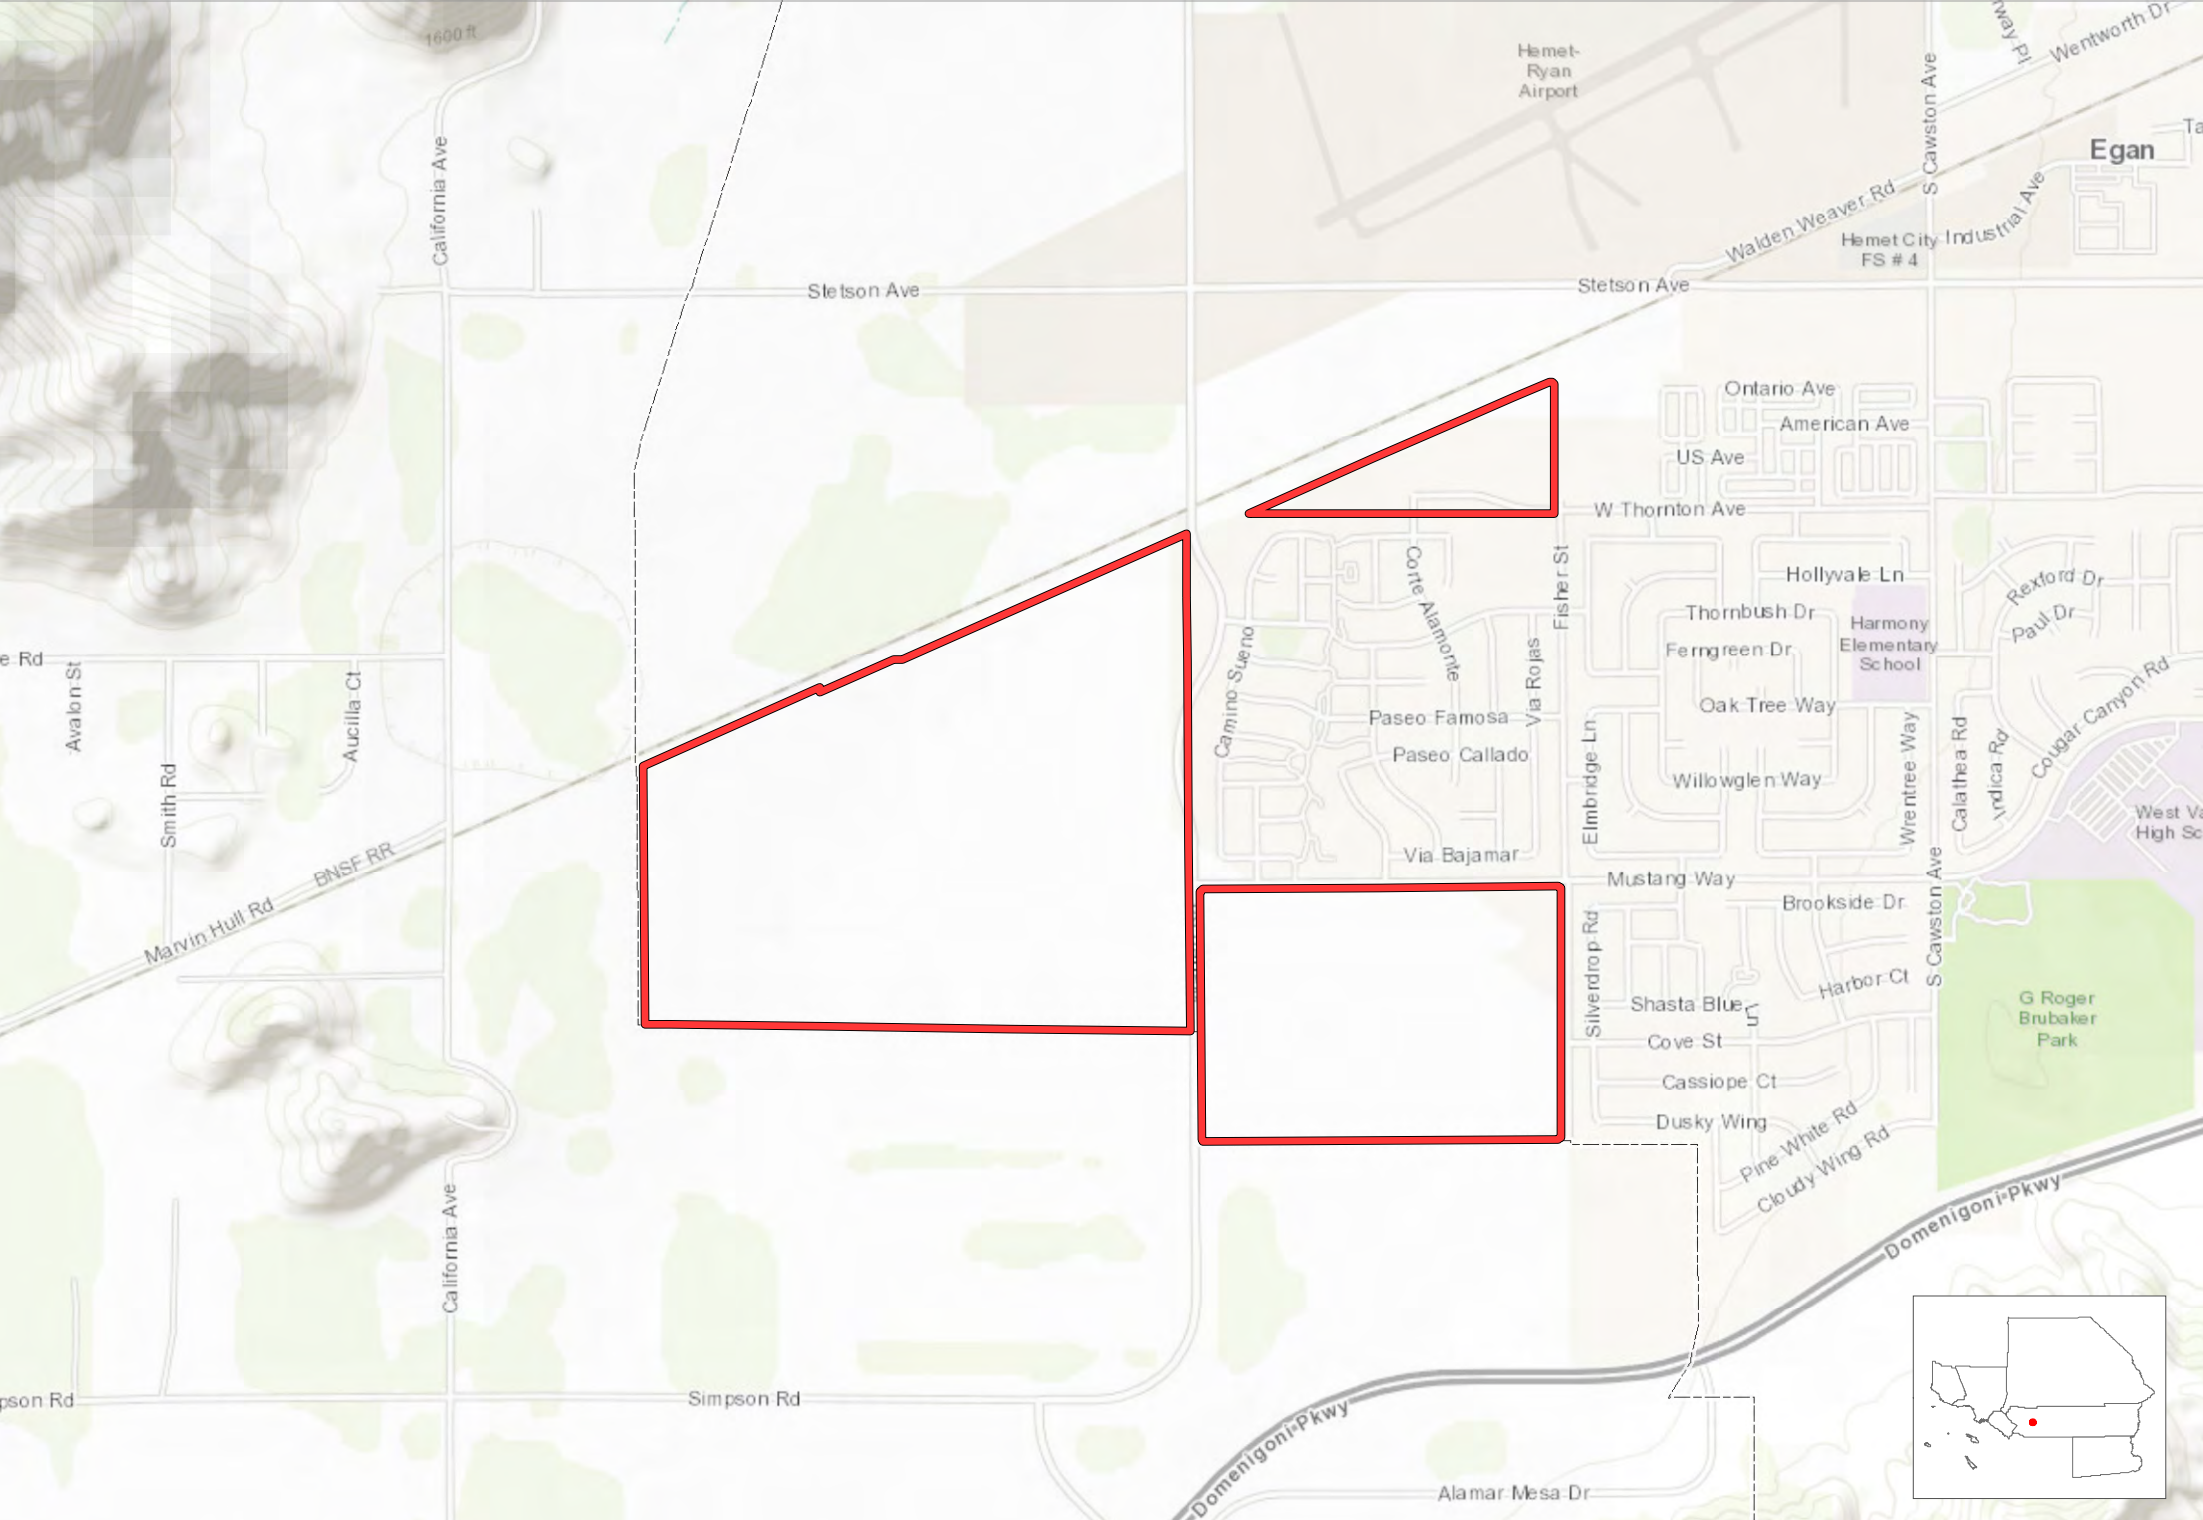 1600 ft
Hemet-
Ryan
Airport
Wentworth Dr
S Cawston Ave
Egan
California Ave
Walden Weaver Rd
Industrial Ave
Hemet City
FS # 4
Stetson Ave
Stetson Ave
Ontario Ave
American Ave
US Ave
W Thornton Ave
Corte Alamonte
Fisher St
Hollyvale Ln
Rexford Dr
Thornbush Dr
Paul Dr
Harmony
Elementary
School
Ferngreen Dr
Camino Sueno
Via Rojas
e Rd
Avalon St
Aucilla Ct
Smith Rd
Oak Tree Way
Paseo Famosa
Paseo Callado
Elmbridge Ln
Willowglen Way
Wrentree Way
Calathea Rd
Indica Rd
Cougar Canyon Rd
West Va
High Sc
Via Bajamar
BNSF RR
Marvin Hull Rd
Mustang Way
Brookside Dr
S Cawston Ave
Silverdrop Rd
Harbor Ct
Shasta Blue
Ln
G Roger
Brubaker
Park
Cove St
Cassiope Ct
Dusky Wing
Pine White Rd
Cloudy Wing Rd
Domenigoni Pkwy
California Ave
Simpson Rd
pson Rd
Domenigoni Pkwy
Alamar Mesa Dr